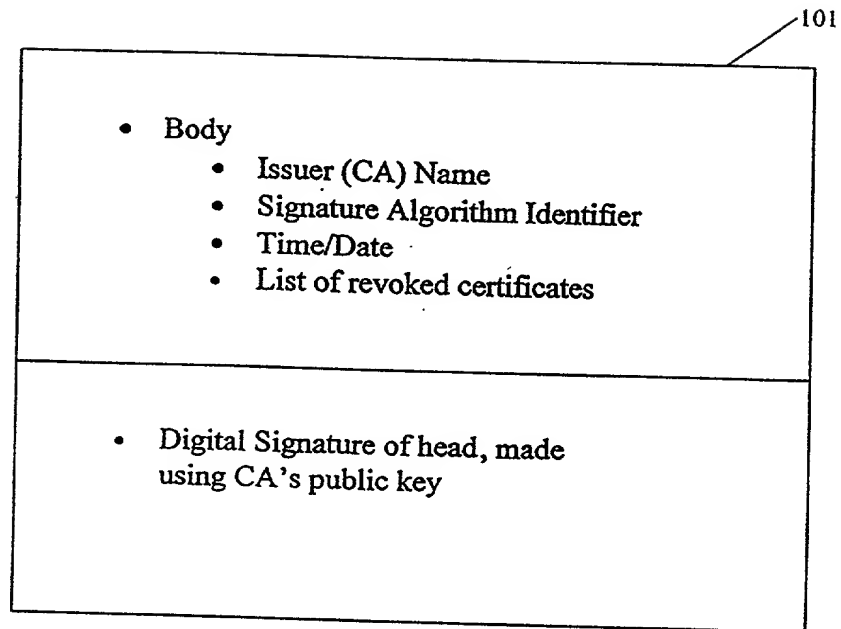 101
• Body
• Issuer (CA) Name
• Signature Algorithm Identifier
• Time/Date
• List of revoked certificates
• Digital Signature of head, made
using CA's public key